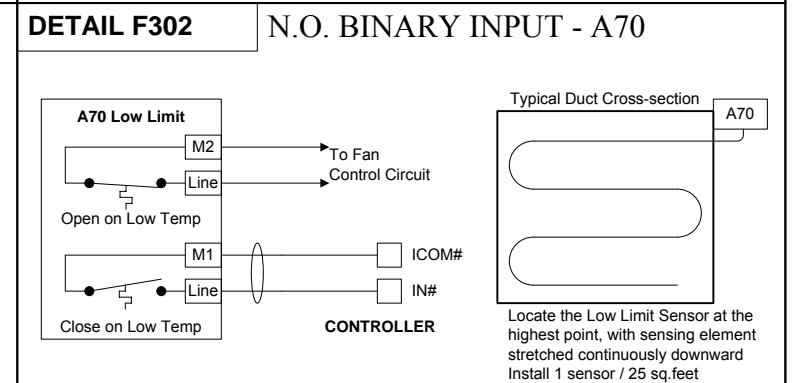 DETAIL F302
N.O. BINARY INPUT - A70
A70 Low Limit
M2
Line
Open on Low Temp
To Fan
Control Circuit
M1
Line
Close on Low Temp
ICOM#
IN#
CONTROLLER
Typical Duct Cross-section
A70
Locate the Low Limit Sensor at the
highest point, with sensing element
stretched continuously downward
Install 1 sensor / 25 sq.feet